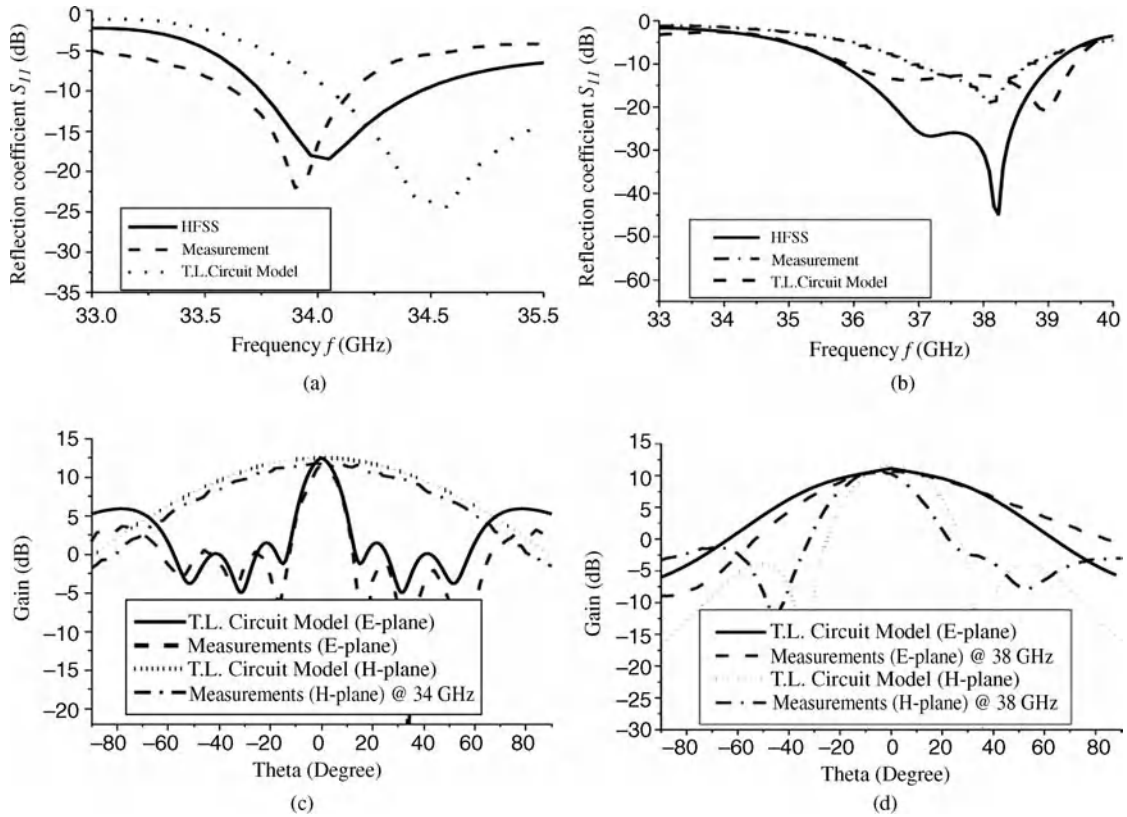 0
−5
−10
−15
−20
−25
−30
−35
Reflection coefficient S11 (dB)
HFSS
Measurement
T.L.Circuit Model
33.0
33.5
34.0
34.5
35.5
Frequency f (GHz)
(a)
0
−10
−20
−30
−40
−50
−60
Reflection coefficient S11 (dB)
HFSS
Measurement
T.L.Circuit Model
33
34
35
36
37
38
39
40
Frequency f (GHz)
(b)
15
10
5
0
−5
−10
−15
−20
Gain (dB)
T.L. Circuit Model (E-plane)
Measurements (E-plane)
T.L. Circuit Model (H-plane)
Measurements (H-plane) @ 34 GHz
−80
−60
−40
−20
0
20
40
60
80
Theta (Degree)
(c)
15
10
5
0
−5
−10
−15
−20
−25
−30
Gain (dB)
T.L. Circuit Model (E-plane)
Measurements (E-plane) @ 38 GHz
T.L. Circuit Model (H-plane)
Measurements (H-plane) @ 38 GHz
−80
−60
−40
−20
0
20
40
60
80
Theta (Degree)
(d)